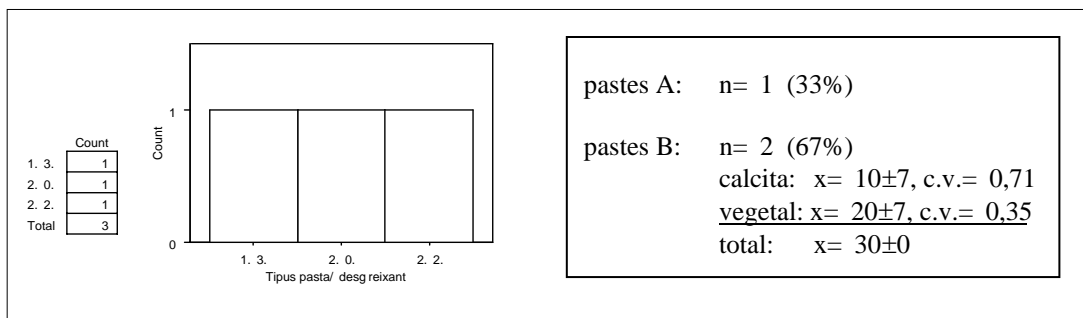 Count
1. 3. 1
2. 0. 1
2. 2. 1
Total 3
Count
1
0
1. 3. 2. 0. 2. 2.
Tipus pasta/ desg reixant
pastes A: n= 1 (33%)
pastes B: n= 2 (67%)
calcita: x= 10±7, c.v.= 0,71
vegetal: x= 20±7, c.v.= 0,35
total: x= 30±0